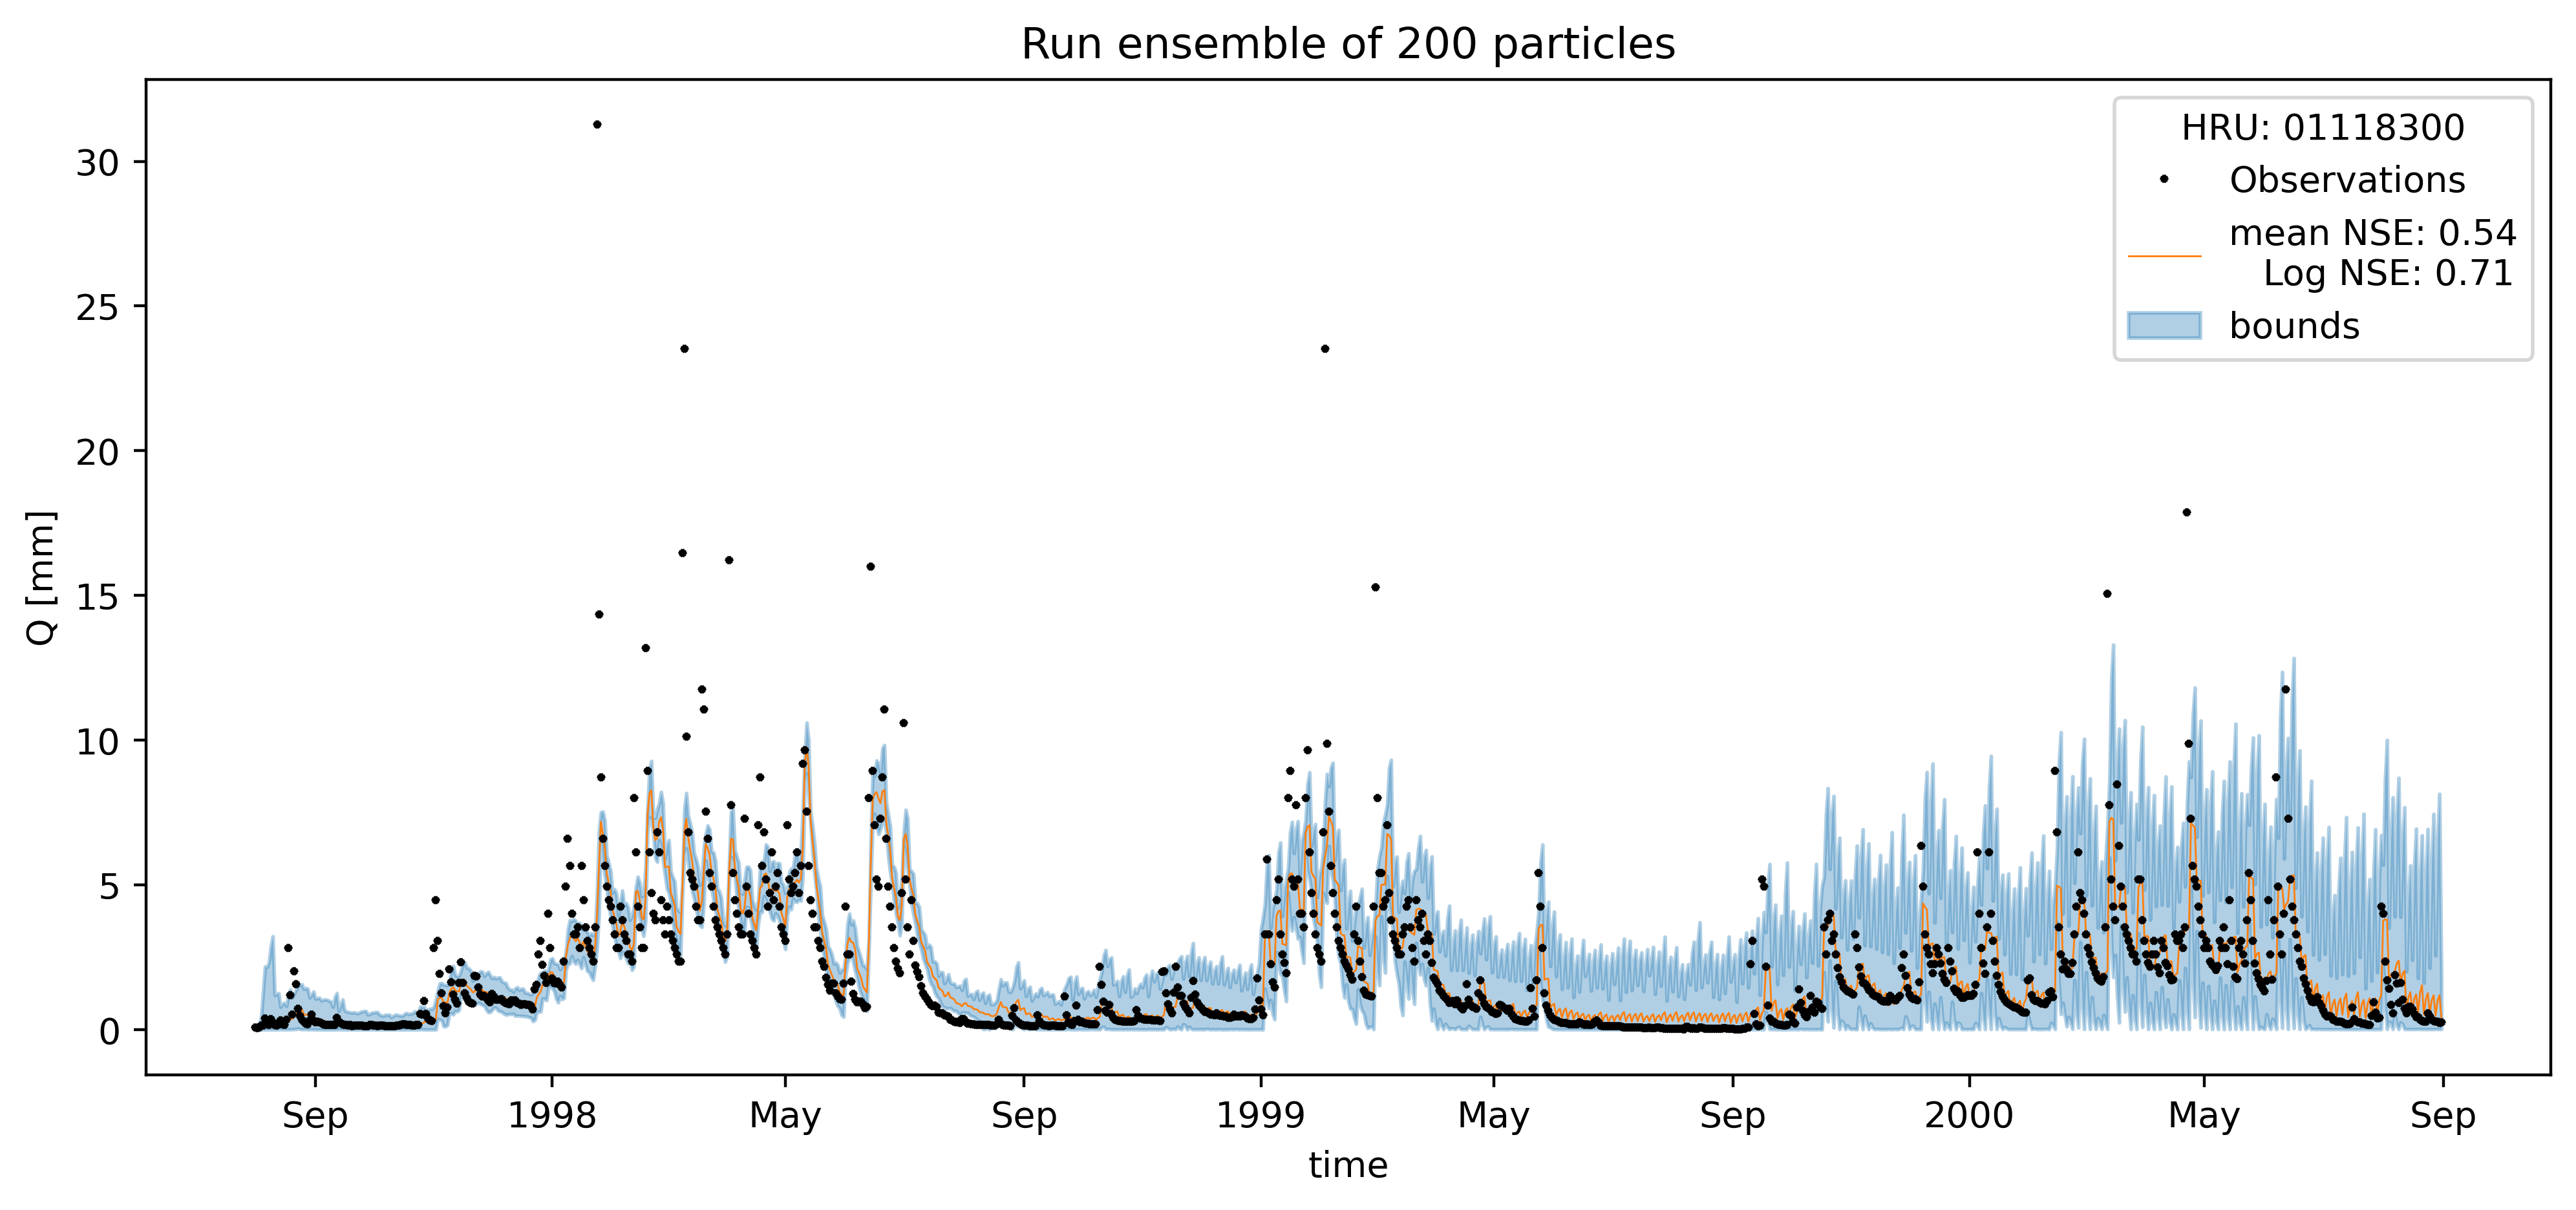 Run ensemble of 200 particles
HRU: 01118300
Observations
mean NSE: 0.54
Log NSE: 0.71
bounds
Q [mm]
30
25
20
15
10
5
0
Sep 1998 May Sep 1999 May Sep 2000 May Sep
time